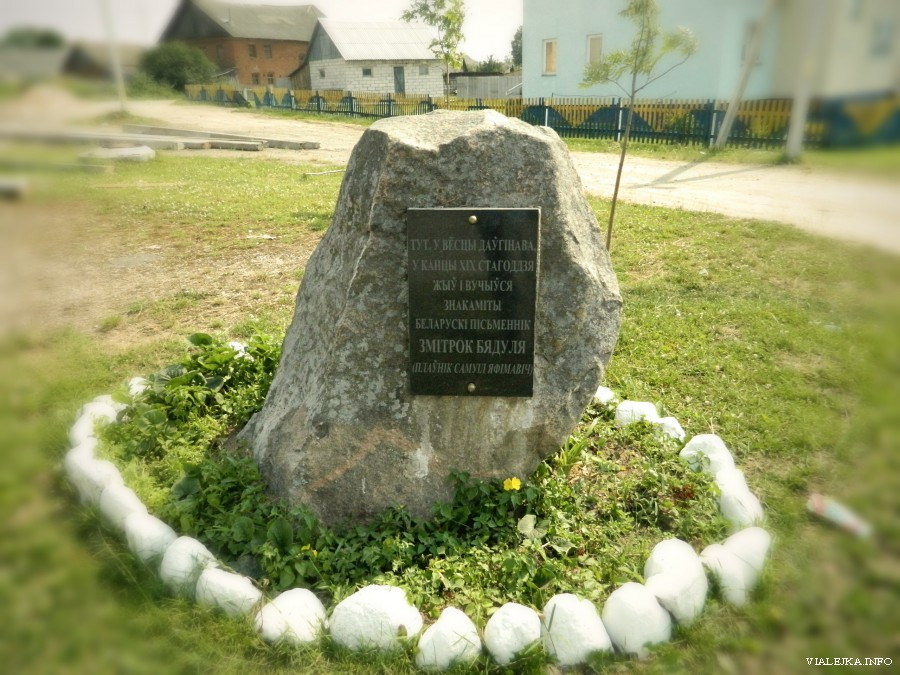 ТУТ, У ВЁСЦЫ ДАЎГІНАВА,
У КАНЦЫ XIX СТАГОДДЗЯ
ЖЫЎ І ВУЧЫЎСЯ
ЗНАКАМІТЫ
БЕЛАРУСКІ ПІСЬМЕННІК
ЗМІТРОК БЯДУЛЯ
(ПЛАЎНІК САМУІЛ ЯФІМАВІЧ)
VIALEJKA.INFO